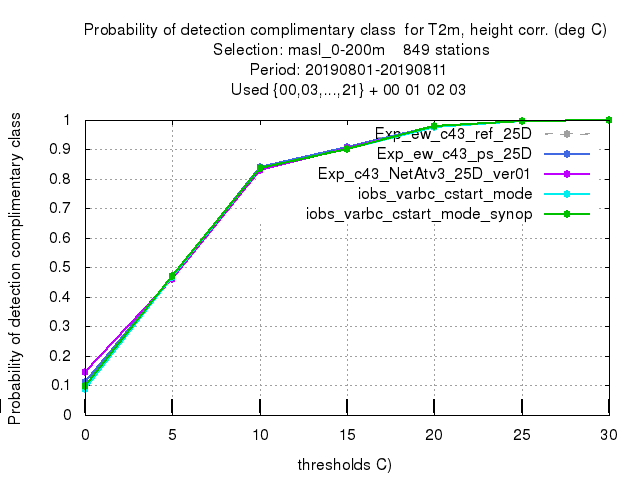 Probability of detection complimentary class  for T2m, height corr. (deg C)
Selection: masl_0-200m    849 stations
Period: 20190801-20190811
Used {00,03,...,21} + 00 01 02 03
Probability of detection complimentary class
1
0.9
0.8
0.7
0.6
0.5
0.4
0.3
0.2
0.1
0
Exp_ew_c43_ref_25D
Exp_ew_c43_ps_25D
Exp_c43_NetAtv3_25D_ver01
iobs_varbc_cstart_mode
iobs_varbc_cstart_mode_synop
0 5 10 15 20 25 30
thresholds C)